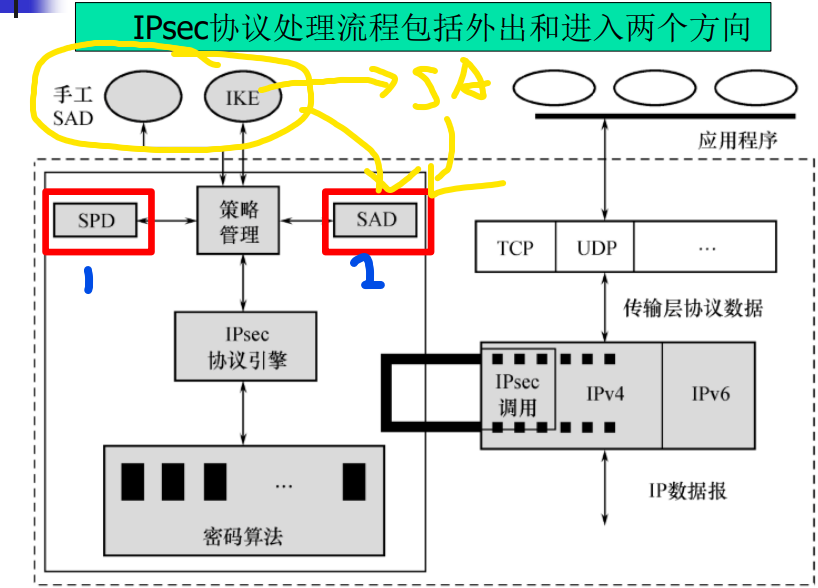 IPsec协议处理流程包括外出和进入两个方向
手工
SAD
IKE
SA
应用程序
SPD
策略
管理
SAD
1
2
TCP
UDP
...
传输层协议数据
IPsec
协议引擎
IPsec
调用
IPv4
IPv6
...
密码算法
IP数据报